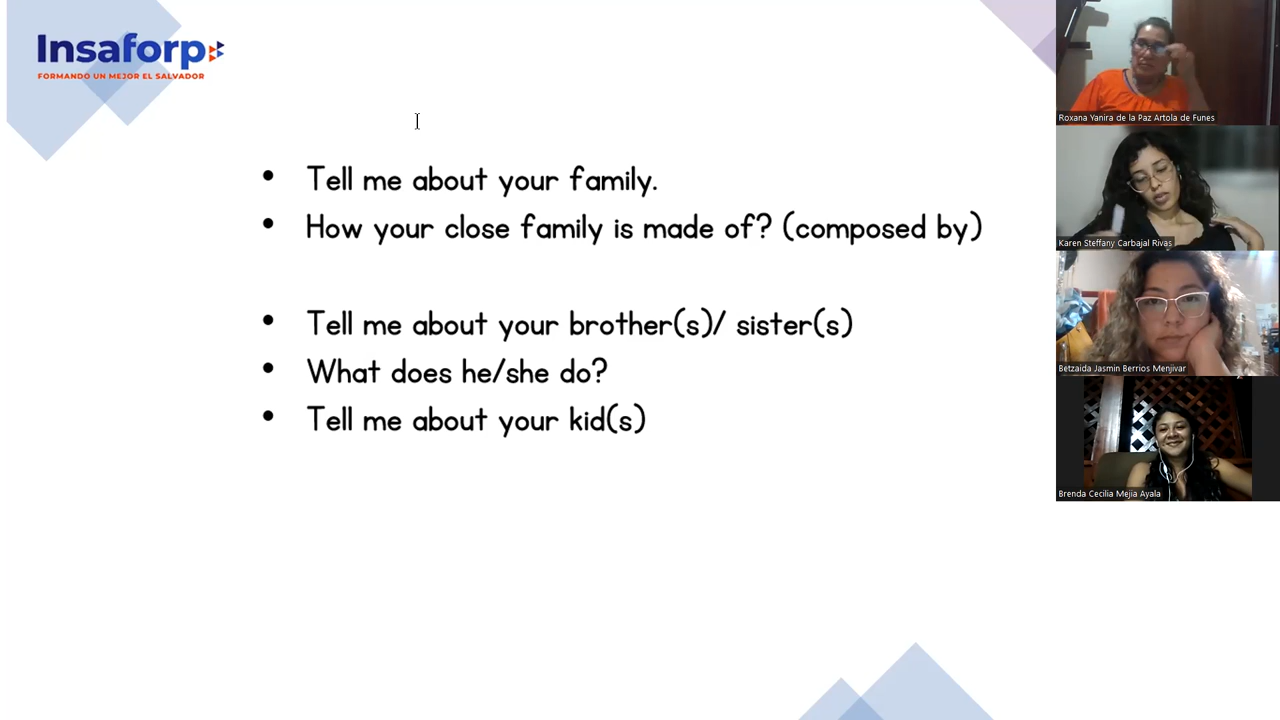 Insaforp
FORMANDO UN MEJOR EL SALVADOR
• Tell me about your family.
• How your close family is made of? (composed by)
• Tell me about your brother(s)/ sister(s)
• What does he/she do?
• Tell me about your kid(s)
Roxana Yanira de la Paz Artola de Funes
Karen Steffany Carbajal Rivas
Betzaida Jasmin Berrios Menjivar
Brenda Cecilia Mejia Ayala